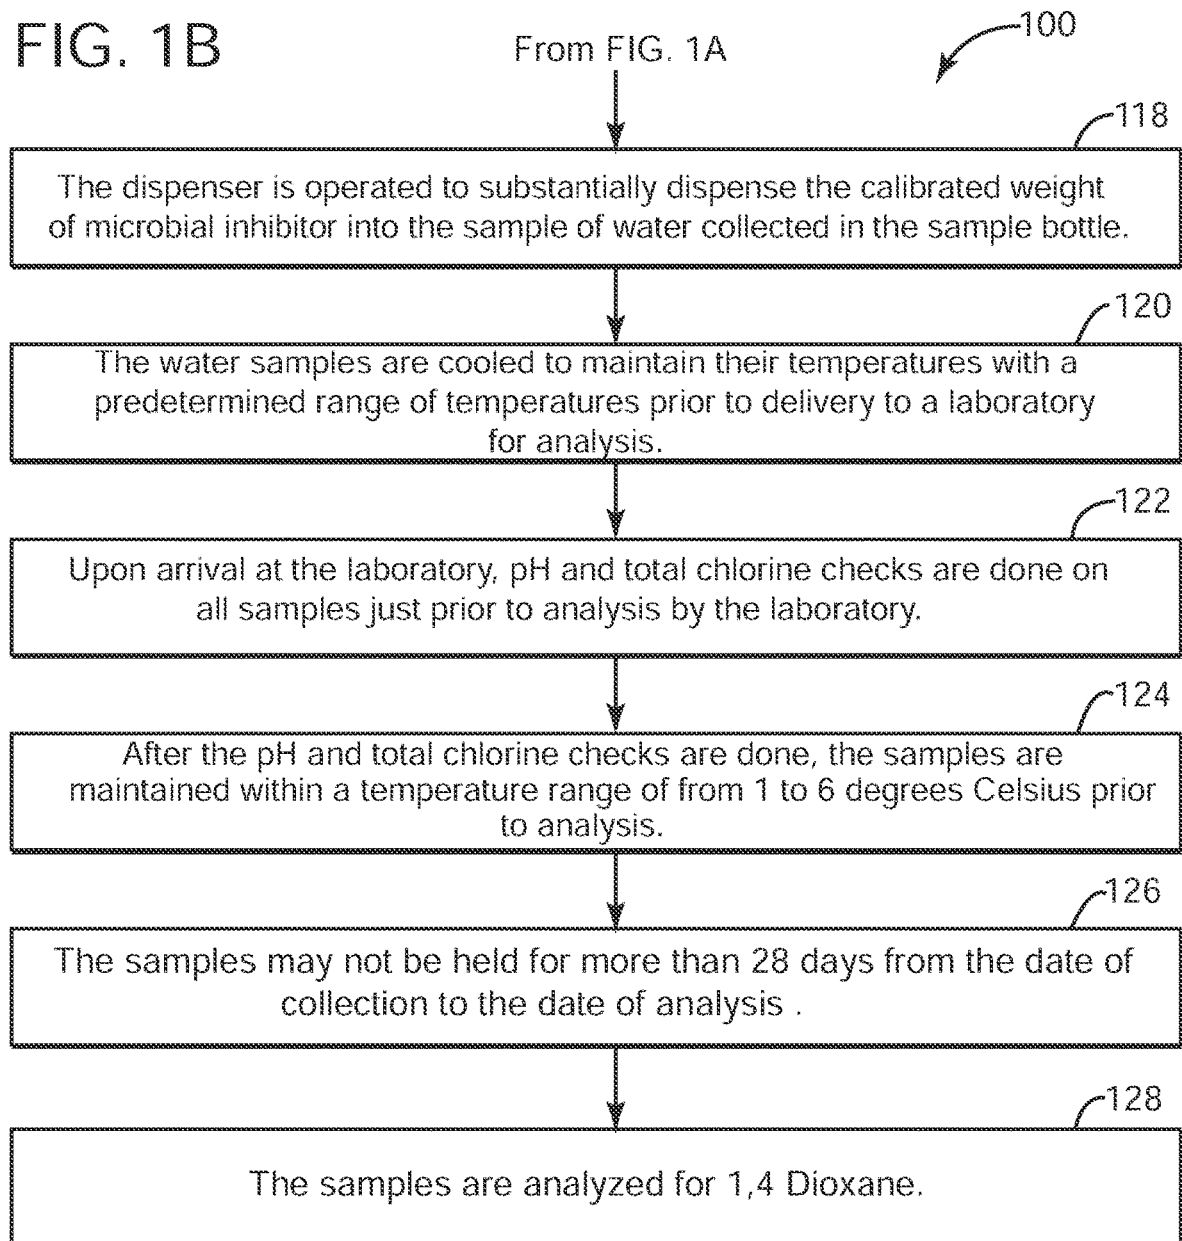 FIG. 1B
From FIG. 1A
100
118
The dispenser is operated to substantially dispense the calibrated weight
of microbial inhibitor into the sample of water collected in the sample bottle.
120
The water samples are cooled to maintain their temperatures with a
predetermined range of temperatures prior to delivery to a laboratory
for analysis.
122
Upon arrival at the laboratory, pH and total chlorine checks are done on
all samples just prior to analysis by the laboratory.
124
After the pH and total chlorine checks are done, the samples are
maintained within a temperature range of from 1 to 6 degrees Celsius prior
to analysis.
126
The samples may not be held for more than 28 days from the date of
collection to the date of analysis .
128
The samples are analyzed for 1,4 Dioxane.